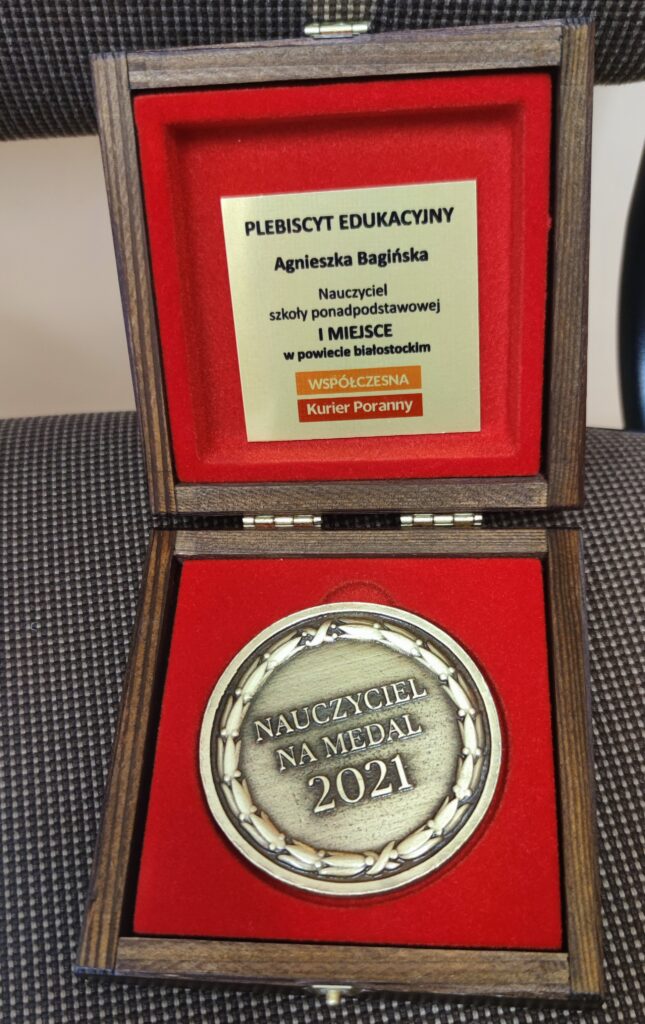 PLEBISCYT EDUKACYJNY
Agnieszka Bagińska
Nauczyciel
szkoły ponadpodstawowej
I MIEJSCE
w powiecie białostockim
WSPÓŁCZESNA
Kurier Poranny
NAUCZYCIEL
NA MEDAL
2021